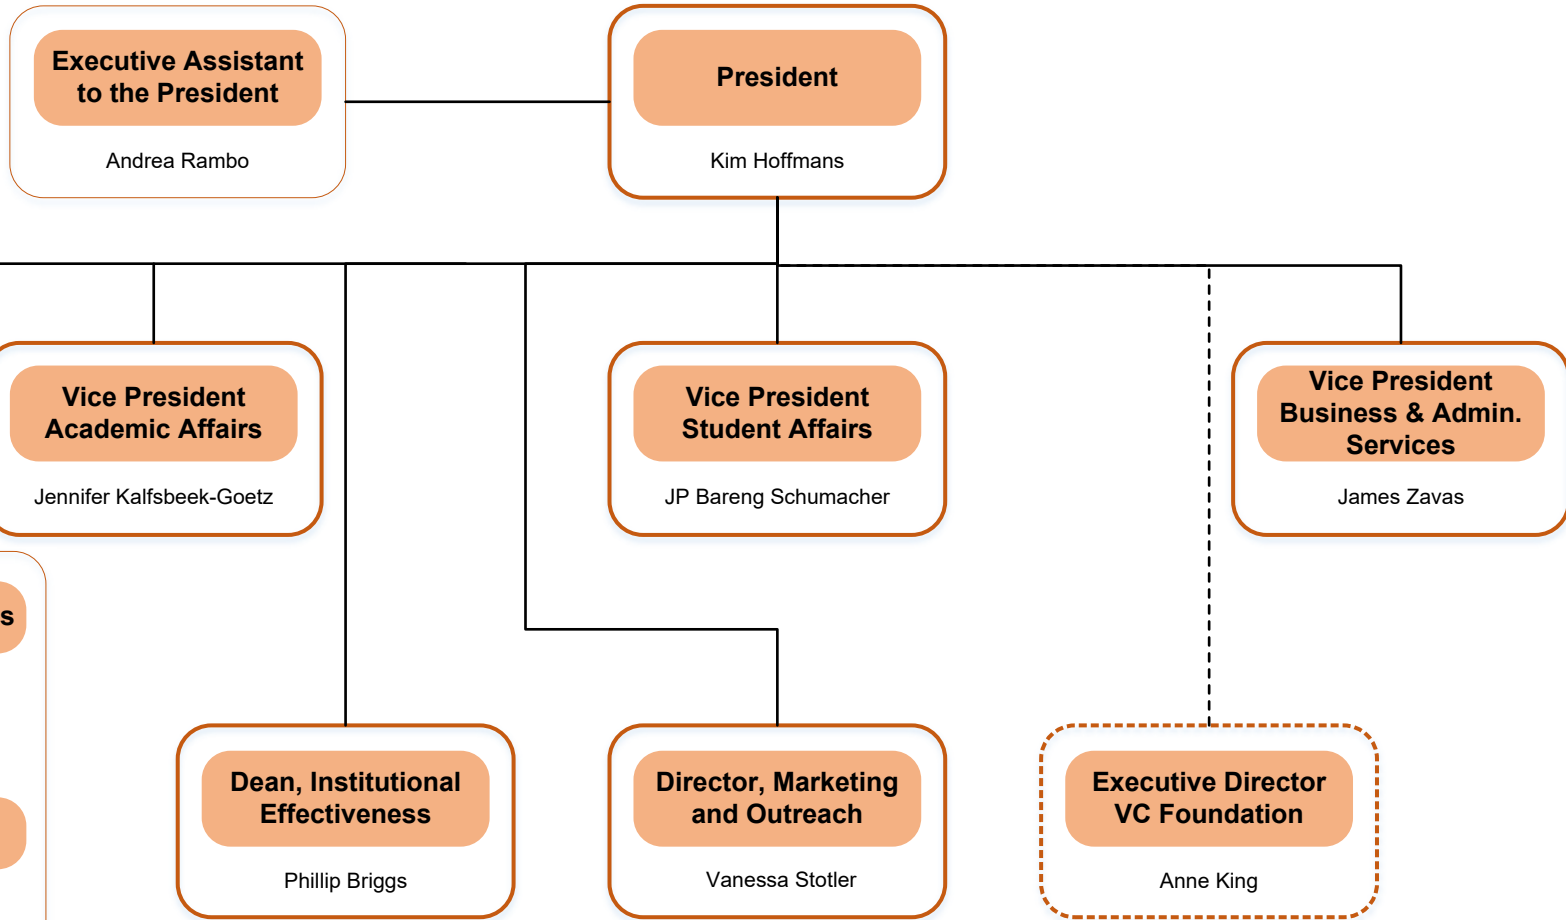 Executive Assistant
to the President
Andrea Rambo
President
Kim Hoffmans
Vice President
Academic Affairs
Jennifer Kalfsbeek-Goetz
Vice President
Student Affairs
JP Bareng Schumacher
Vice President
Business & Admin.
Services
James Zavas
s
Dean, Institutional
Effectiveness
Phillip Briggs
Director, Marketing
and Outreach
Vanessa Stotler
Executive Director
VC Foundation
Anne King